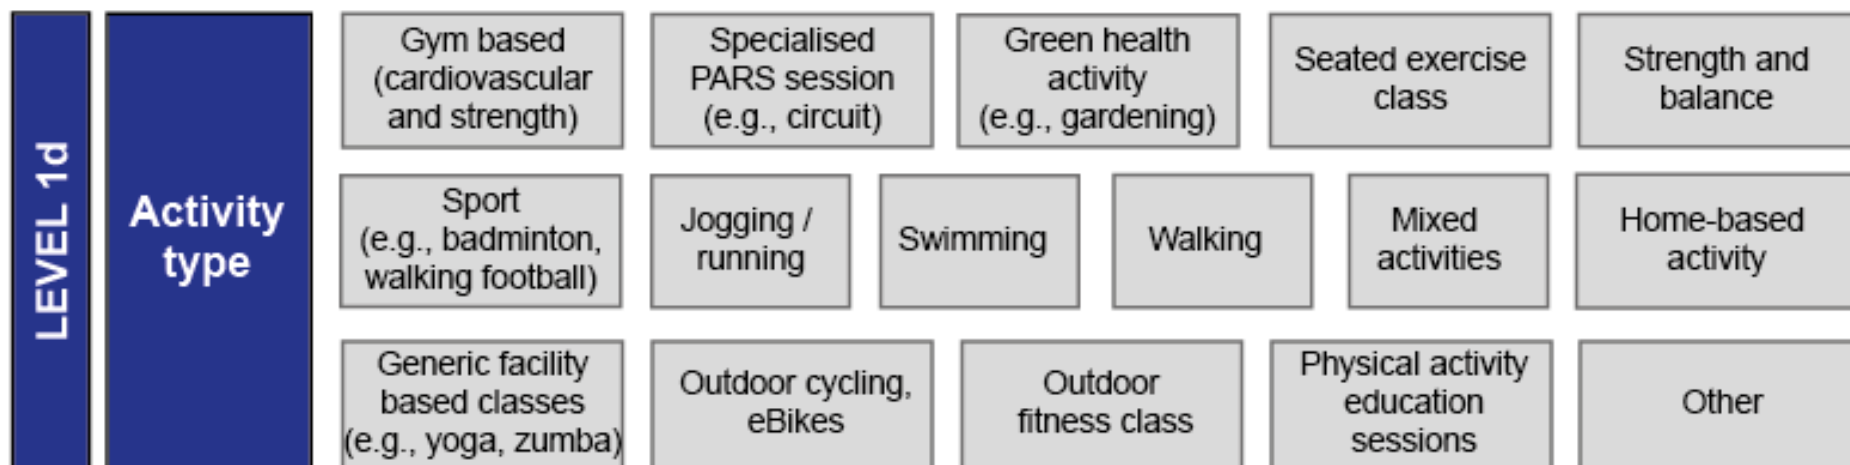 LEVEL 1d
Activity
type
Gym based
(cardiovascular
and strength)
Specialised
PARS session
(e.g., circuit)
Green health
activity
(e.g., gardening)
Seated exercise
class
Strength and
balance
Sport
(e.g., badminton,
walking football)
Jogging /
running
Swimming
Walking
Mixed
activities
Home-based
activity
Generic facility
based classes
(e.g., yoga, zumba)
Outdoor cycling,
eBikes
Outdoor
fitness class
Physical activity
education
sessions
Other